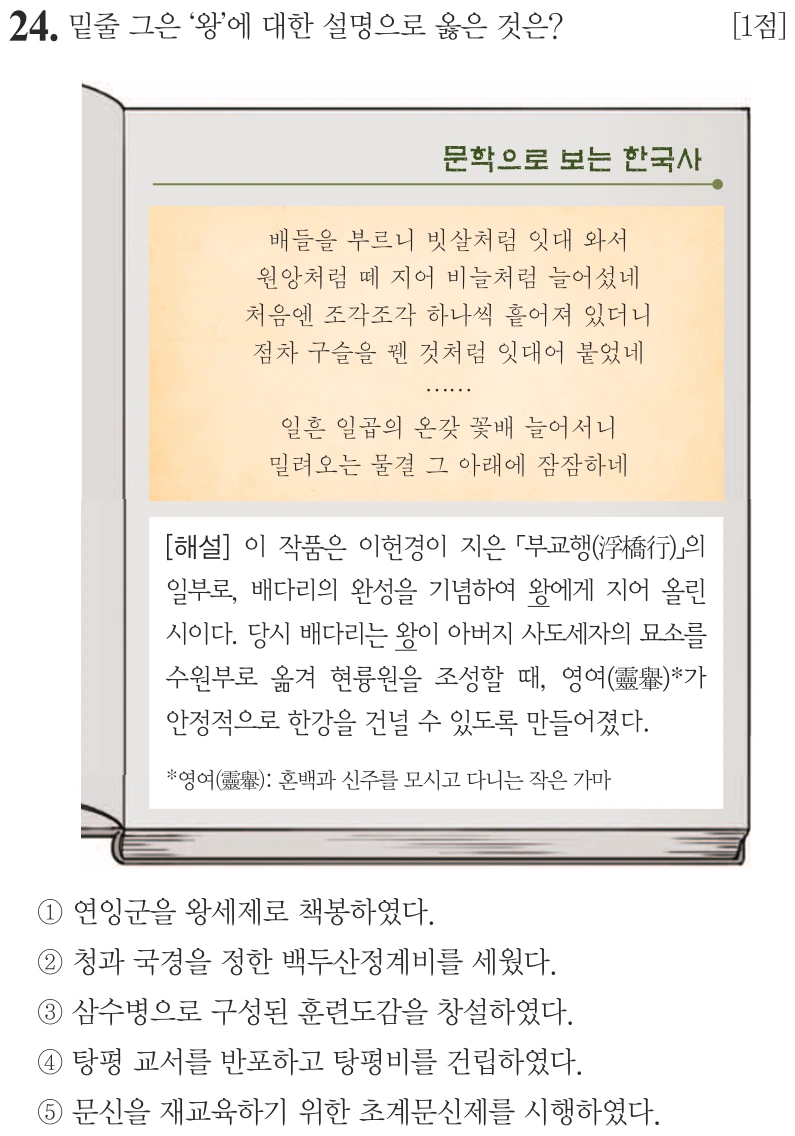 24. 밑줄 그은 ‘왕’에 대한 설명으로 옳은 것은? [1점]
문학으로 보는 한국사
배들을 부르니 빗살처럼 잇대 와서
원앙처럼 떼 지어 비늘처럼 늘어섰네
처음엔 조각조각 하나씩 흩어져 있더니
점차 구슬을 꿴 것처럼 잇대어 붙었네
……
일흔 일곱의 온갖 꽃배 늘어서니
밀려오는 물결 그 아래에 잠잠하네
[해설] 이 작품은 이헌경이 지은 「부교행(浮橋行)」의
일부로, 배다리의 완성을 기념하여 왕에게 지어 올린
시이다. 당시 배다리는 왕이 아버지 사도세자의 묘소를
수원부로 옮겨 현륭원을 조성할 때, 영여(靈轝)*가
안정적으로 한강을 건널 수 있도록 만들어졌다.
*영여(靈轝): 혼백과 신주를 모시고 다니는 작은 가마
① 연잉군을 왕세제로 책봉하였다.
② 청과 국경을 정한 백두산정계비를 세웠다.
③ 삼수병으로 구성된 훈련도감을 창설하였다.
④ 탕평 교서를 반포하고 탕평비를 건립하였다.
⑤ 문신을 재교육하기 위한 초계문신제를 시행하였다.